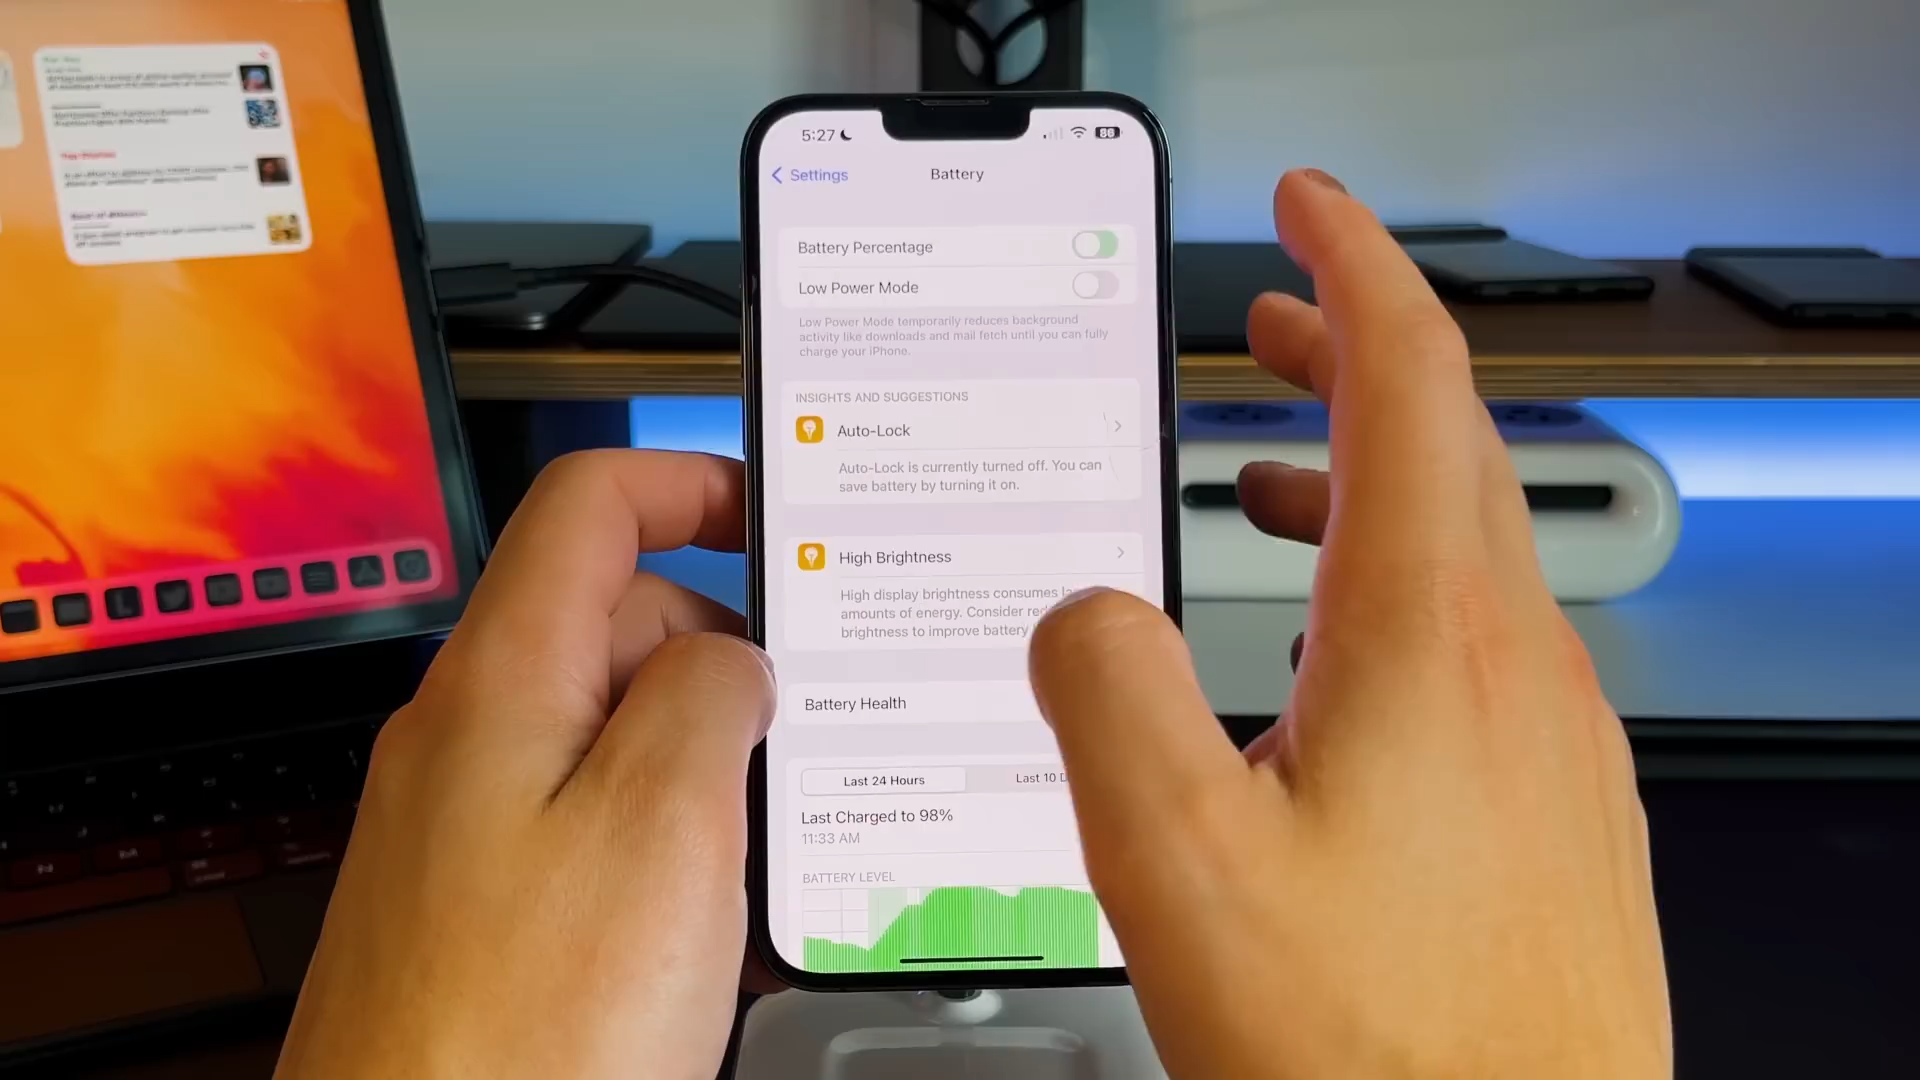 5:27
86
Settings
Battery
Battery Percentage
Low Power Mode
Low Power Mode temporarily reduces background
activity like downloads and mail fetch until you can fully
charge your iPhone.
INSIGHTS AND SUGGESTIONS
Auto-Lock
Auto-Lock is currently turned off. You can
save battery by turning it on.
High Brightness
High display brightness consumes
amounts of energy. Consider
brightness to improve battery
Battery Health
Last 24 Hours
Last 10 D
Last Charged to 98%
11:33 AM
BATTERY LEVEL